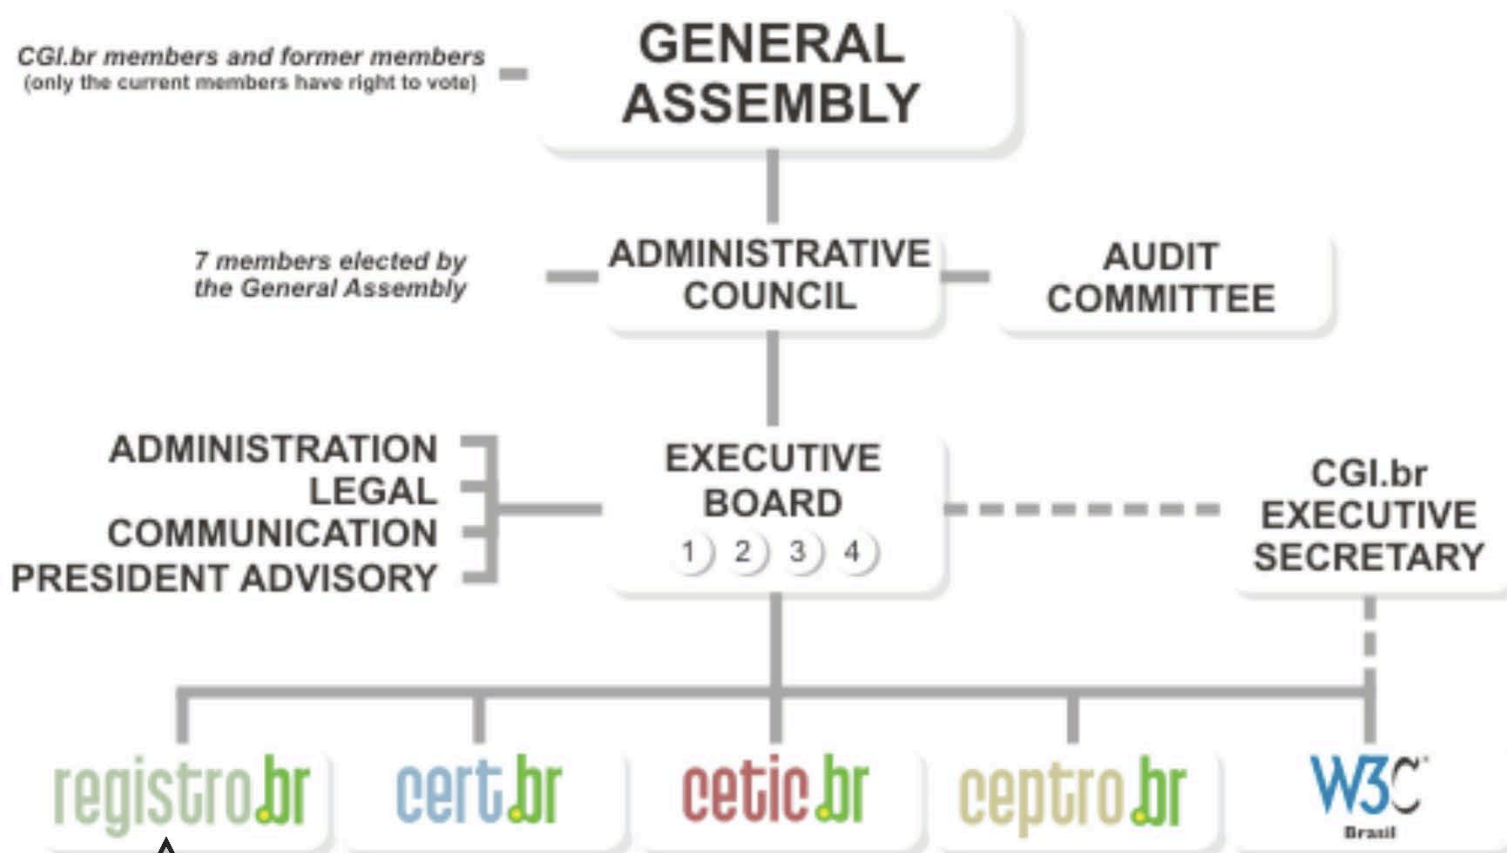 CGI.br members and former members
(only the current members have right to vote)
GENERAL
ASSEMBLY
7 members elected by
the General Assembly
ADMINISTRATIVE
COUNCIL
AUDIT
COMMITTEE
ADMINISTRATION
LEGAL
COMMUNICATION
PRESIDENT ADVISORY
EXECUTIVE
BOARD
1 2 3 4
CGI.br
EXECUTIVE
SECRETARY
registro.br
cert.br
cetic.br
ceptro.br
W3C
Brasil